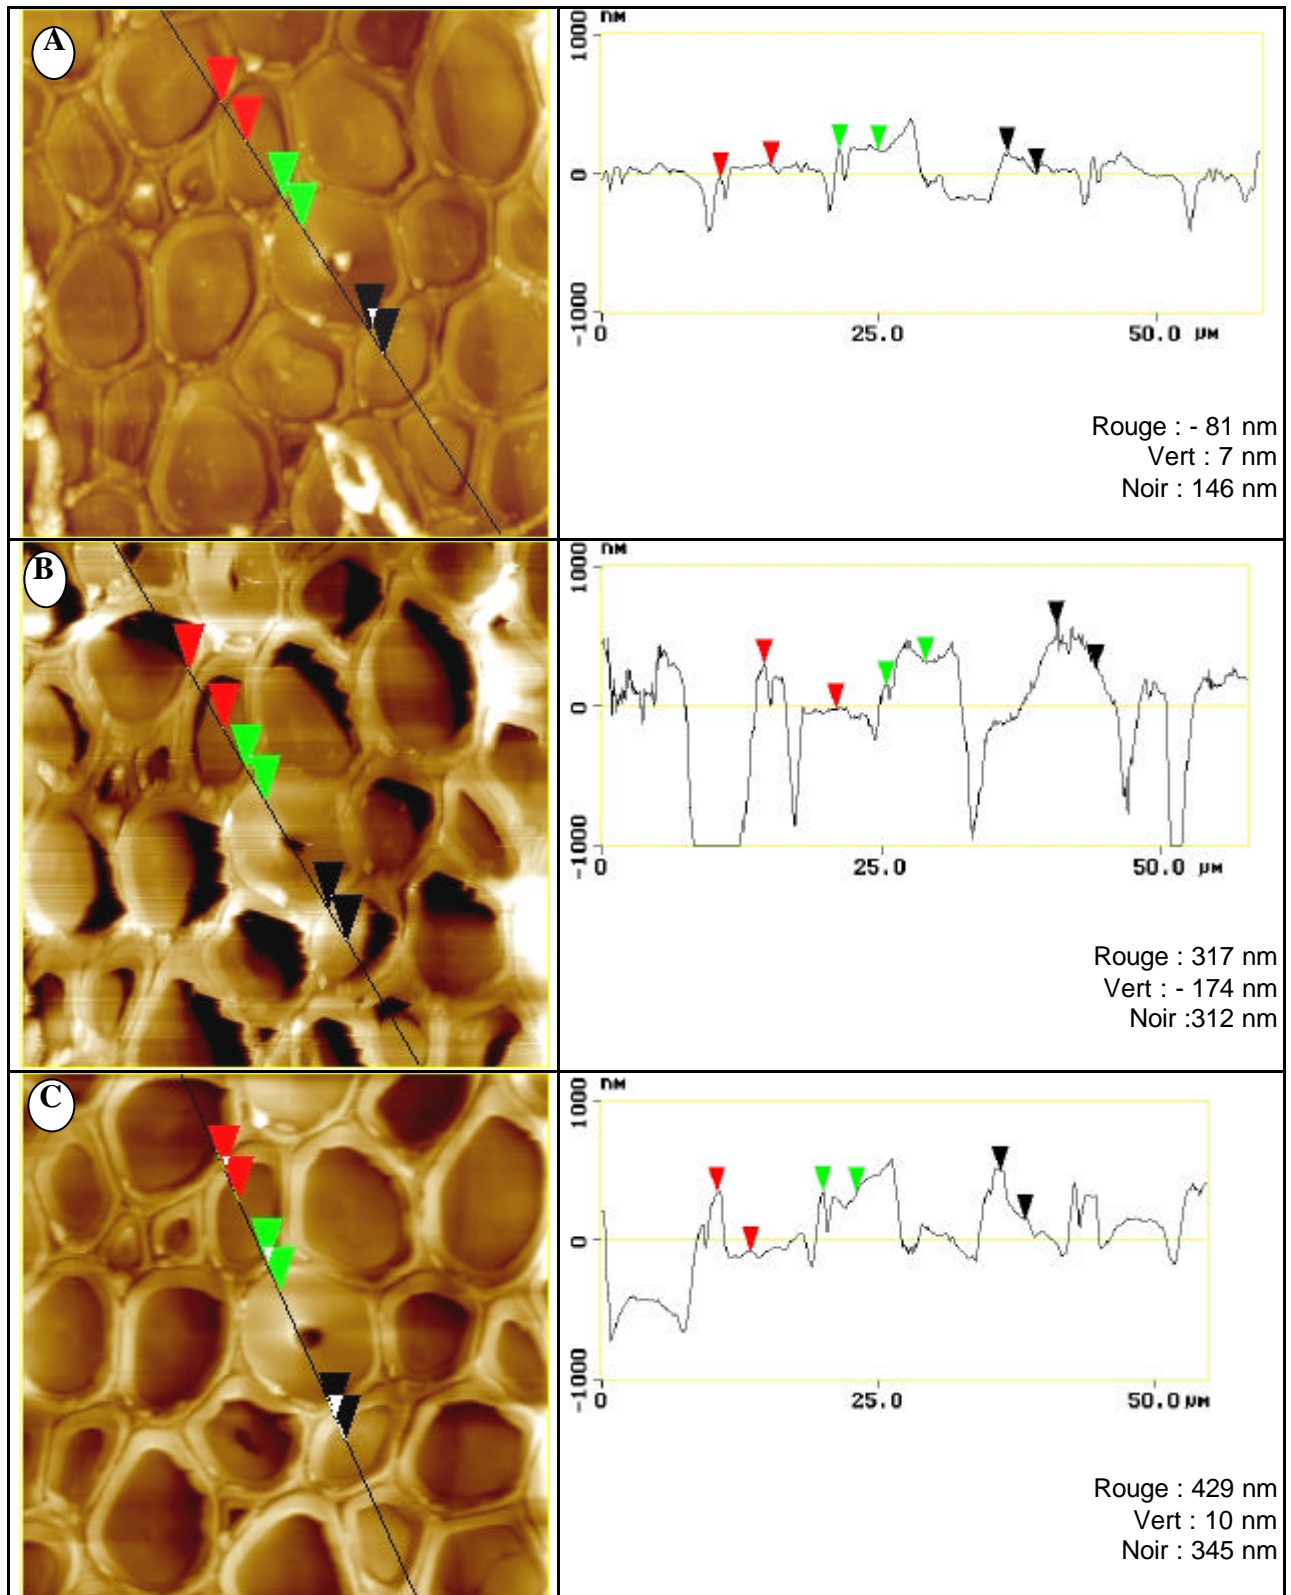 A
nM
1000
0
-1000
0
25.0
50.0 µM
Rouge : - 81 nm
Vert : 7 nm
Noir : 146 nm
B
nM
1000
0
-1000
0
25.0
50.0 µM
Rouge : 317 nm
Vert : - 174 nm
Noir :312 nm
C
nM
1000
0
-1000
0
25.0
50.0 µM
Rouge : 429 nm
Vert : 10 nm
Noir : 345 nm